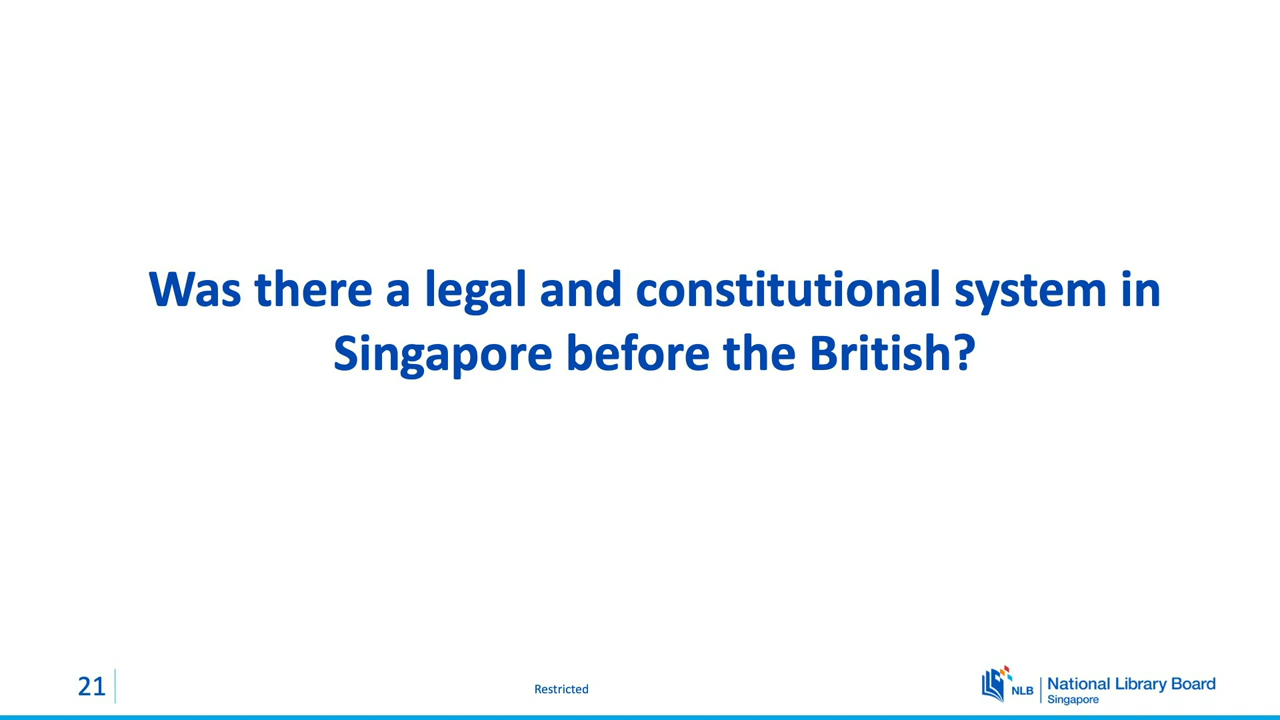 Was there a legal and constitutional system in
Singapore before the British?
21
Restricted
NLB
National Library Board
Singapore